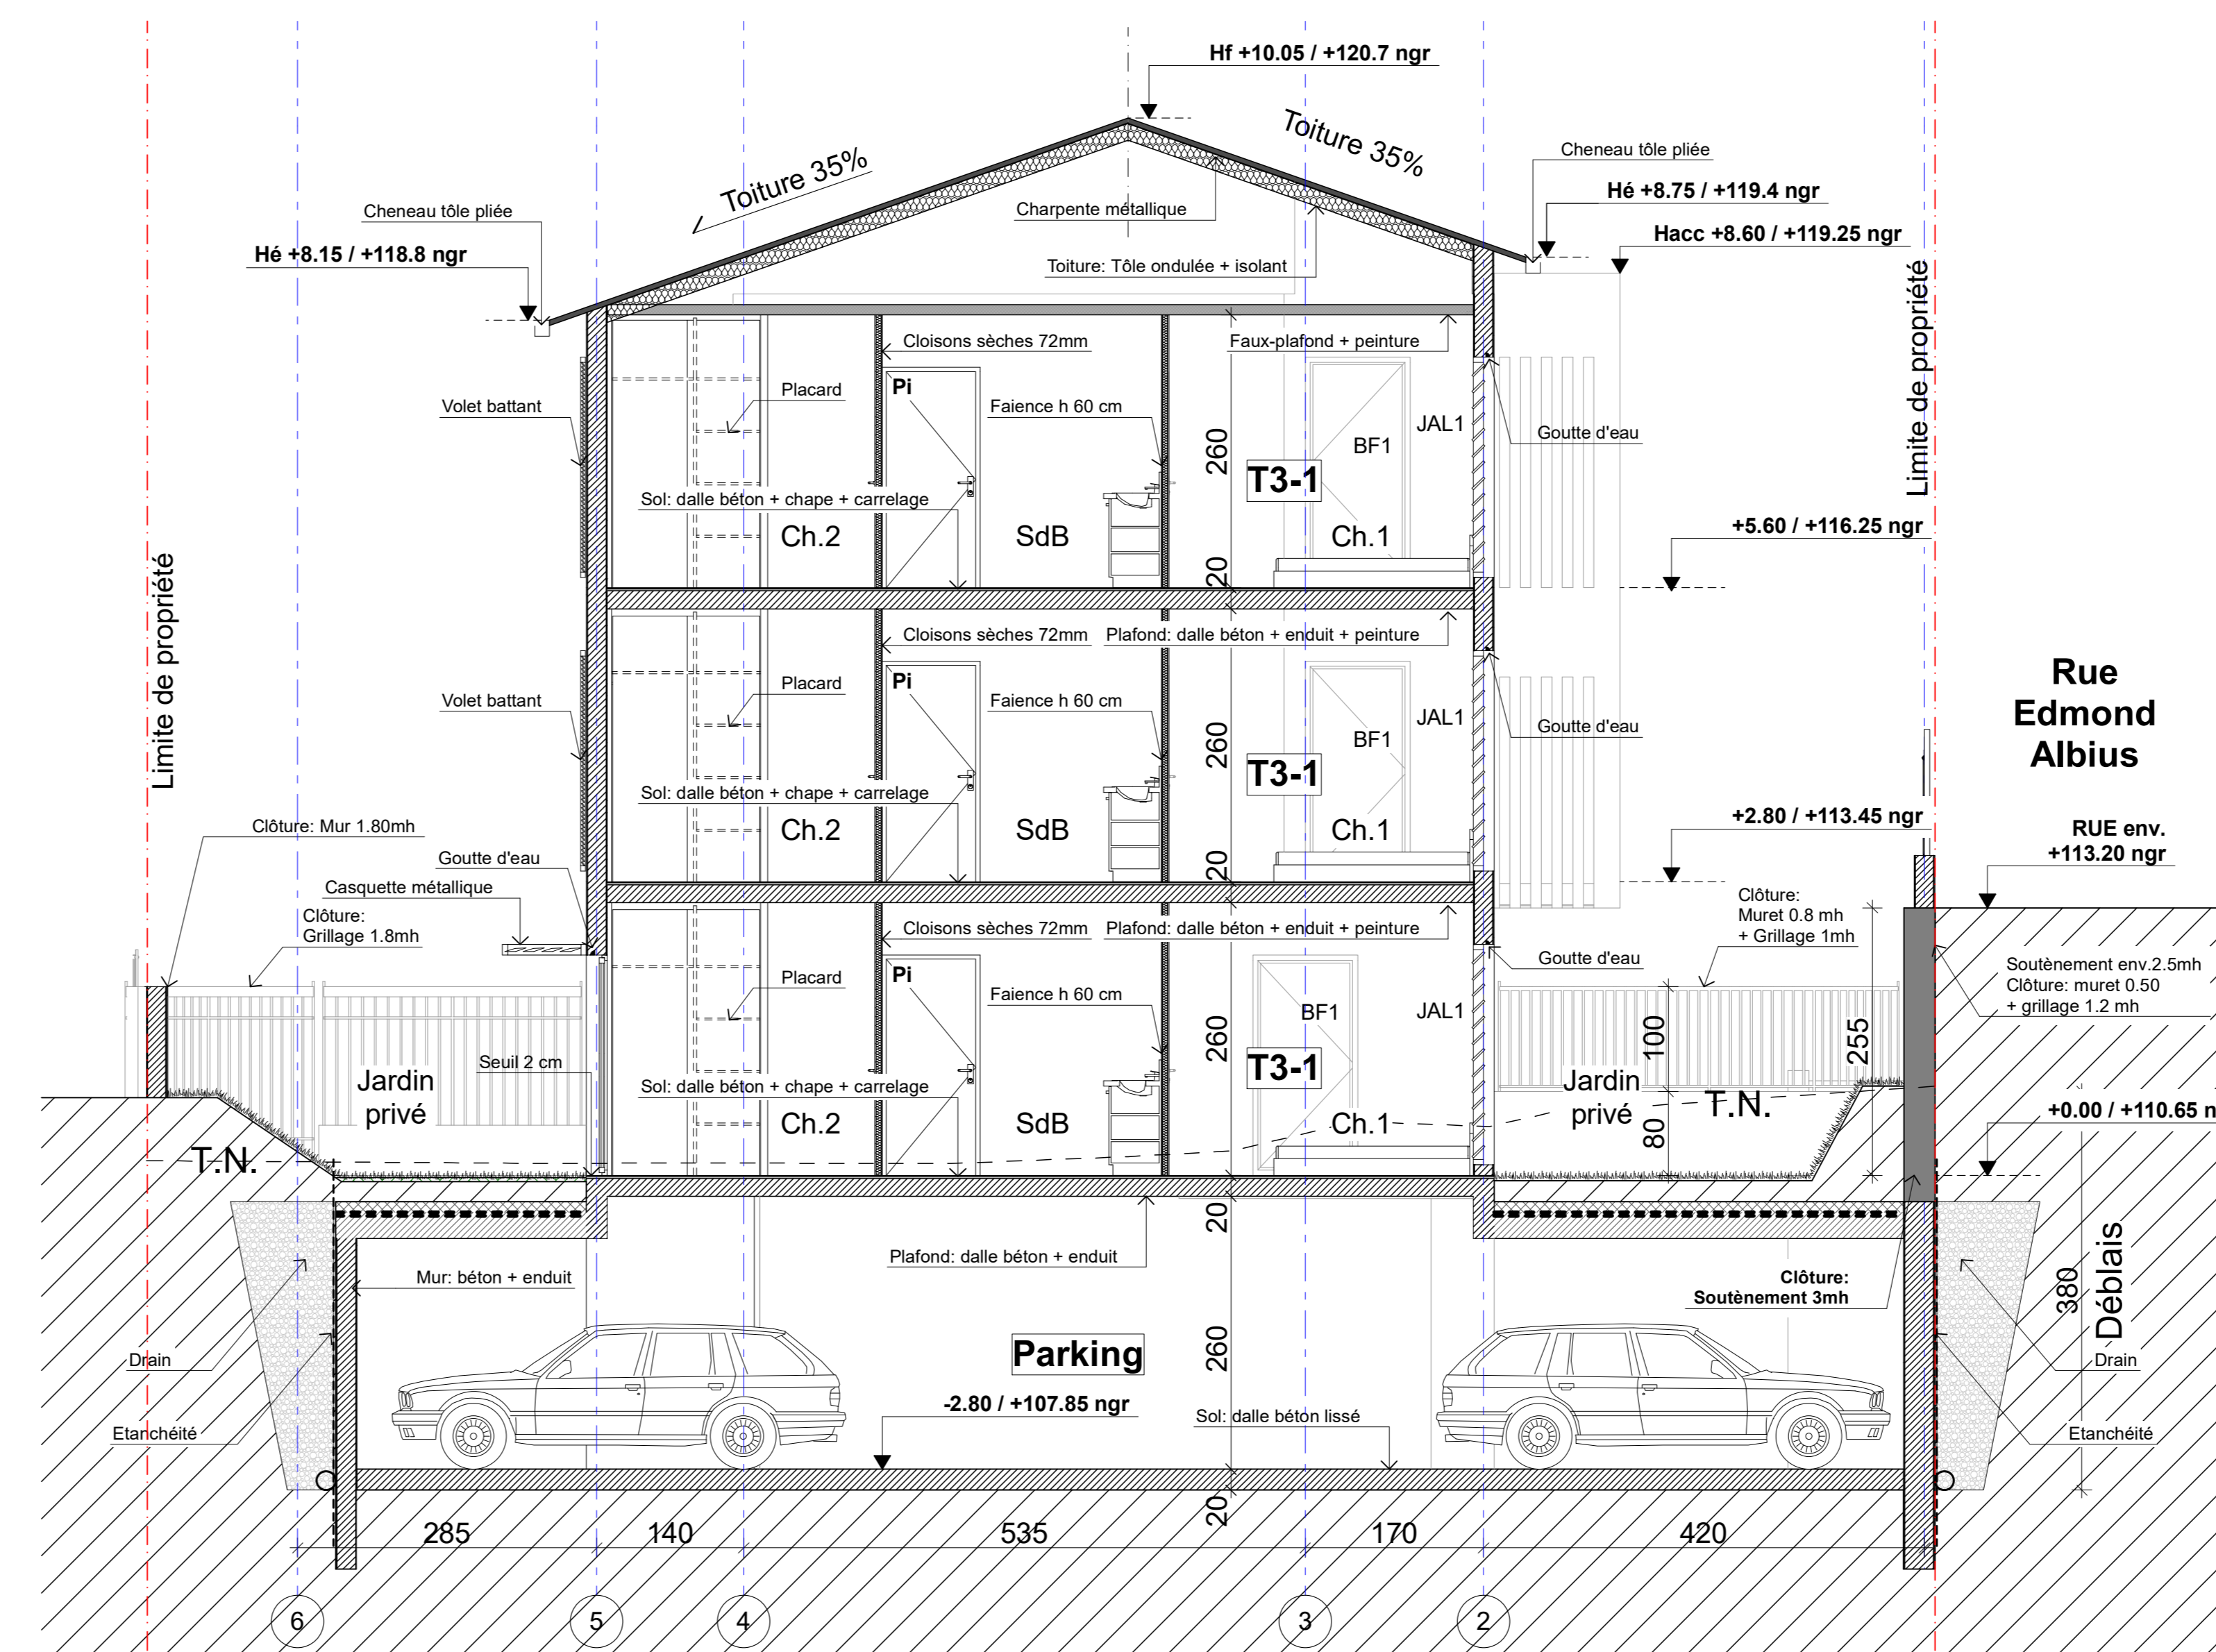 Hf +10.05 / +120.7 ngr
Toiture 35%
Toiture 35%
Cheneau tôle pliée
Hé +8.75 / +119.4 ngr
Cheneau tôle pliée
Charpente métallique
Hacc +8.60 / +119.25 ngr
Hé +8.15 / +118.8 ngr
Toiture: Tôle ondulée + isolant
Limite de propriété
Cloisons sèches 72mm
Faux-plafond + peinture
Placard
Pi
Volet battant
Faience h 60 cm
JAL1
Goutte d'eau
BF1
260
T3-1
Sol: dalle béton + chape + carrelage
Ch.2
SdB
Ch.1
+5.60 / +116.25 ngr
20
Limite de propriété
Cloisons sèches 72mm
Plafond: dalle béton + enduit + peinture
Placard
Pi
Volet battant
Faience h 60 cm
JAL1
Goutte d'eau
BF1
260
T3-1
Rue
Edmond
Albius
Sol: dalle béton + chape + carrelage
Ch.2
SdB
Ch.1
+2.80 / +113.45 ngr
RUE env.
+113.20 ngr
20
Clôture: Mur 1.80mh
Goutte d'eau
Casquette métallique
Clôture:
Grillage 1.8mh
Clôture:
Muret 0.8 mh
+ Grillage 1mh
Cloisons sèches 72mm
Plafond: dalle béton + enduit + peinture
Goutte d'eau
Soutènement env.2.5mh
Clôture: muret 0.50
+ grillage 1.2 mh
Placard
Pi
Faience h 60 cm
BF1
JAL1
260
100
255
Seuil 2 cm
T3-1
Jardin
privé
Sol: dalle béton + chape + carrelage
Jardin
privé
T.N.
80
+0.00 / +110.65 n
Ch.2
SdB
Ch.1
T.N.
20
Plafond: dalle béton + enduit
Mur: béton + enduit
Clôture:
Soutènement 3mh
380
Déblais
Parking
260
Drain
Drain
-2.80 / +107.85 ngr
Sol: dalle béton lissé
Etanchéité
Etanchéité
20
285
140
535
170
420
6
5
4
3
2